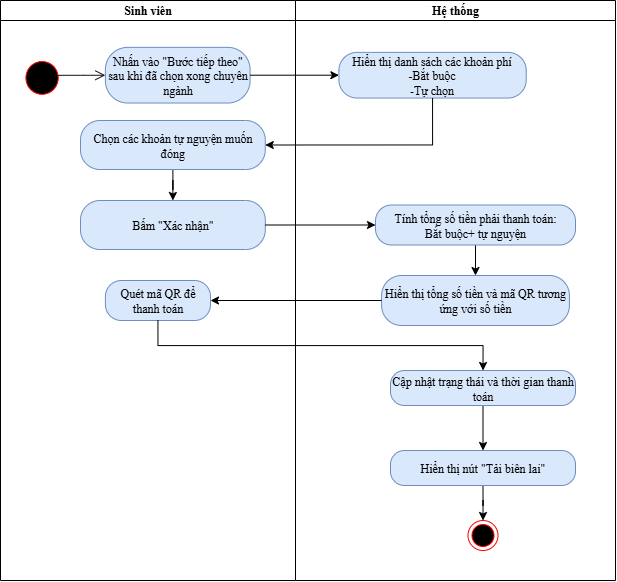 Sinh viên
Hệ thống
Nhấn vào "Bước tiếp theo"
sau khi đã chọn xong chuyên
ngành
Hiển thị danh sách các khoản phí
-Bắt buộc
-Tự chọn
Chọn các khoản tự nguyện muốn
đóng
Bấm "Xác nhận"
Tính tổng số tiền phải thanh toán:
Bắt buộc+ tự nguyện
Quét mã QR để
thanh toán
Hiển thị tổng số tiền và mã QR tương
ứng với số tiền
Cập nhật trạng thái và thời gian thanh
toán
Hiển thị nút "Tải biên lai"